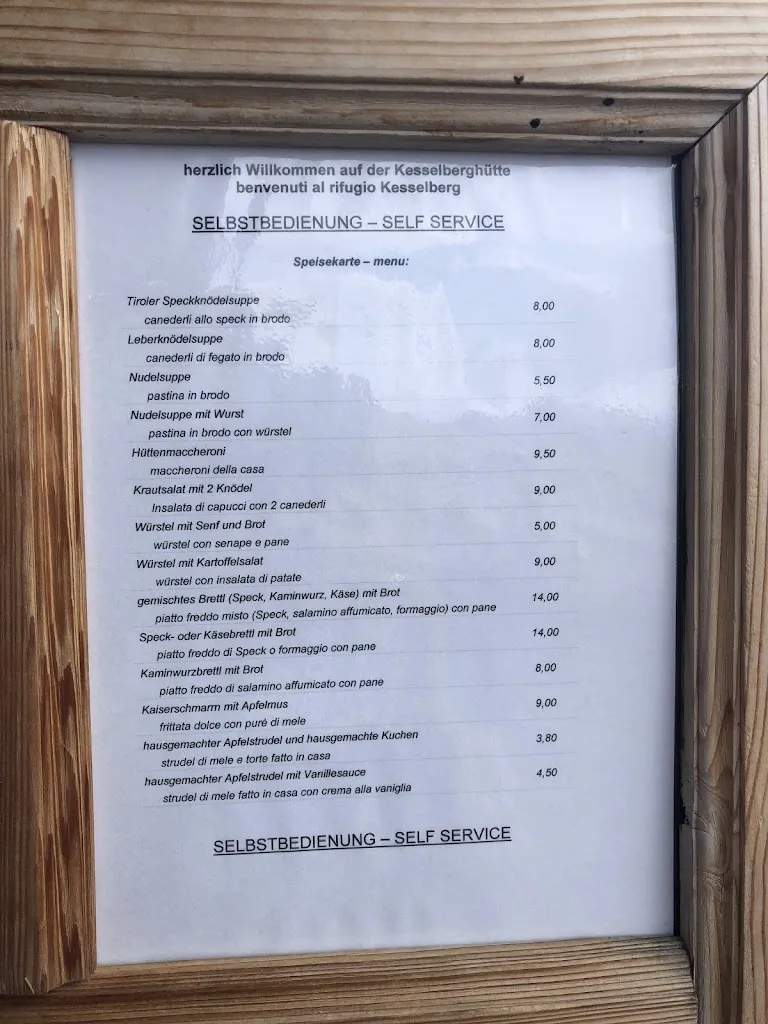 herzlich Willkommen auf der Kesselberghütte
benvenuti al rifugio Kesselberg
SELBSTBEDIENUNG – SELF SERVICE
Speisekarte – menu:
Tiroler Speckknödelsuppe 8,00
canederli allo speck in brodo
Leberknödelsuppe 8,00
canederli di fegato in brodo
Nudelsuppe 5,50
pastina in brodo
Nudelsuppe mit Wurst 7,00
pastina in brodo con würstel
Hüttenmaccheroni 9,50
maccheroni della casa
Krautsalat mit 2 Knödel 9,00
Insalata di capucci con 2 canederli
Würstel mit Senf und Brot 5,00
würstel con senape e pane
Würstel mit Kartoffelsalat 9,00
würstel con insalata di patate
gemischtes Brettl (Speck, Kaminwurz, Käse) mit Brot 14,00
piatto freddo misto (Speck, salamino affumicato, formaggio) con pane
Speck- oder Käsebrettl mit Brot 14,00
piatto freddo di Speck o formaggio con pane
Kaminwurzbrettl mit Brot 8,00
piatto freddo di salamino affumicato con pane
Kaiserschmarrn mit Apfelmus 9,00
frittata dolce con puré di mele
hausgemachter Apfelstrudel und hausgemachte Kuchen 3,80
strudel di mele e torte fatto in casa
hausgemachter Apfelstrudel mit Vanillesauce 4,50
strudel di mele fatto in casa con crema alla vaniglia
SELBSTBEDIENUNG – SELF SERVICE